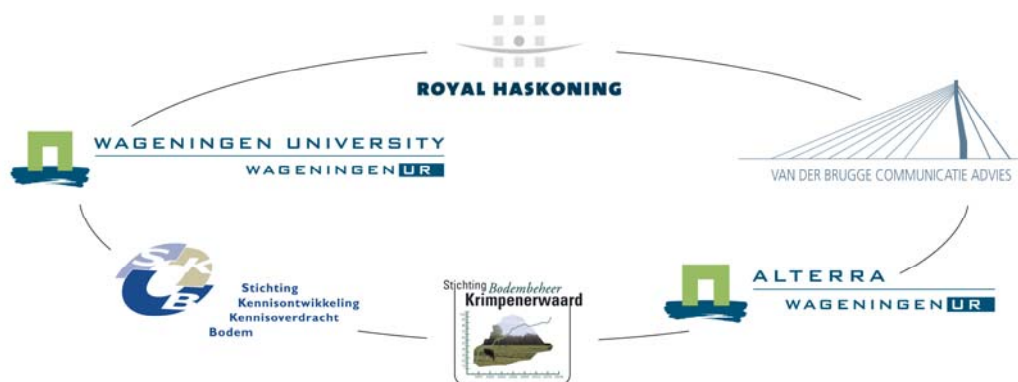 ROYAL HASKONING
WAGENINGEN UNIVERSITY
WAGENINGEN UR
VAN DER BRUGGE COMMUNICATIE ADVIES
SKB
Stichting
Kennisontwikkeling
Kennisoverdracht
Bodem
Stichting Bodembeheer
Krimpenerwaard
ALTERRA
WAGENINGEN UR